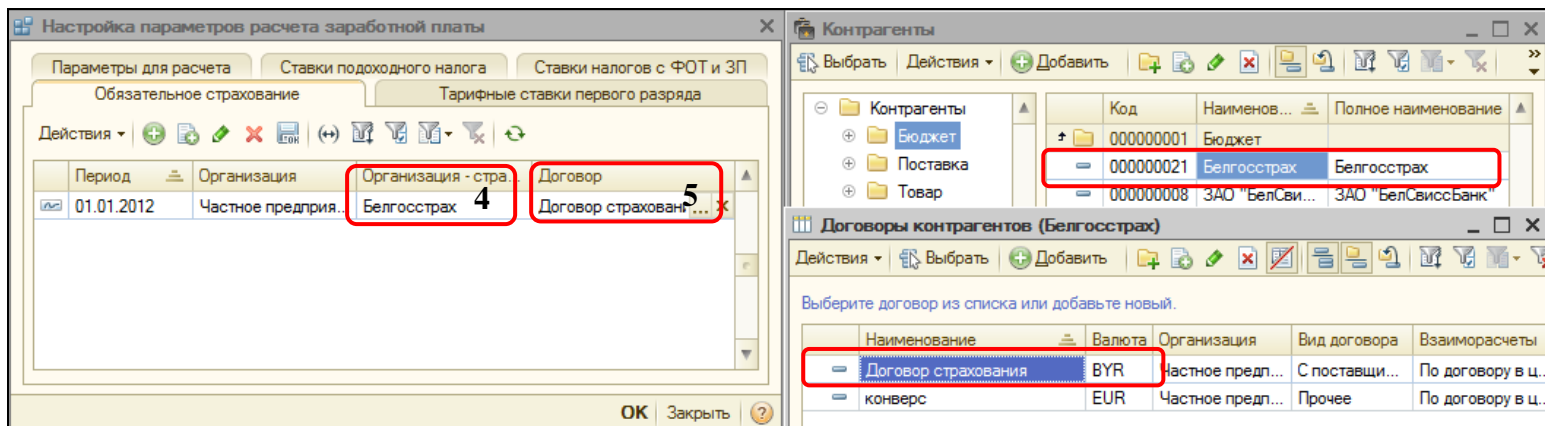 Настройка параметров расчета заработной платы
Параметры для расчета Ставки подоходного налога Ставки налогов с ФОТ и ЗП
Обязательное страхование Тарифные ставки первого разряда
Действия
Период Организация Организация - стра... Договор
01.01.2012 Частное предприя... Белгосстрах 4 Договор страховани 5 ...
OK Закрыть
Контрагенты
Выбрать Действия Добавить
Контрагенты
Бюджет
Поставка
Товар
Код Наименов... Полное наименование
000000001 Бюджет
000000021 Белгосстрах Белгосстрах
000000008 ЗАО "БелСви... ЗАО "БелСвиссБанк"
Договоры контрагентов (Белгосстрах)
Действия Выбрать Добавить
Выберите договор из списка или добавьте новый.
Наименование Валюта Организация Вид договора Взаиморасчеты
Договор страхования BYR Частное предп... С поставщи... По договору в ц...
конверс EUR Частное предп... Прочее По договору в ц...